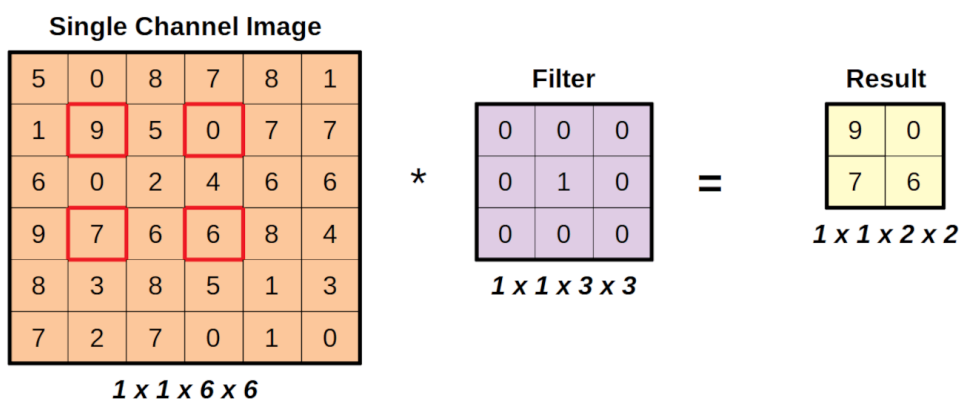 Single Channel Image
5 0 8 7 8 1
1 9 5 0 7 7
6 0 2 4 6 6
9 7 6 6 8 4
8 3 8 5 1 3
7 2 7 0 1 0
1 x 1 x 6 x 6
*
Filter
0 0 0
0 1 0
0 0 0
1 x 1 x 3 x 3
=
Result
9 0
7 6
1 x 1 x 2 x 2